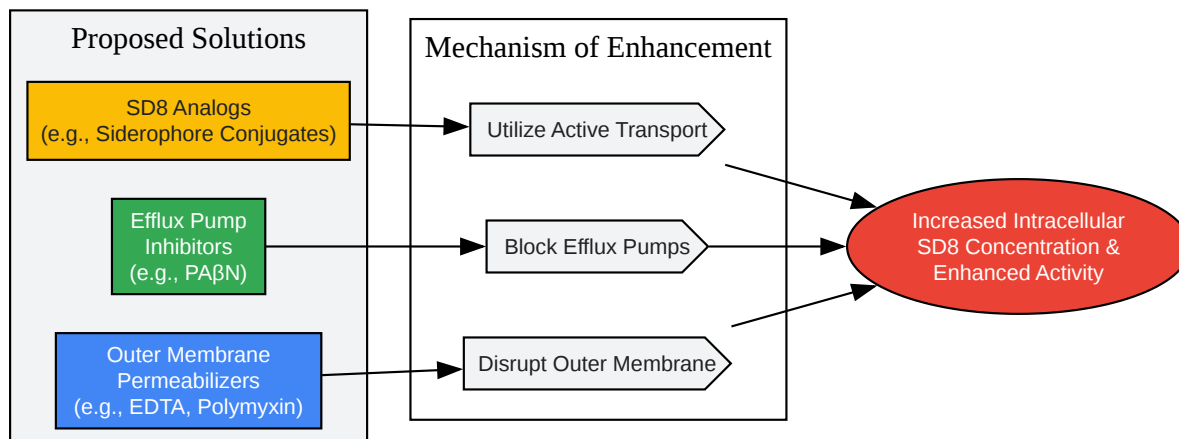 Proposed Solutions
SD8 Analogs
(e.g., Siderophore Conjugates)
Efflux Pump
Inhibitors
(e.g., PAβN)
Outer Membrane
Permeabilizers
(e.g., EDTA, Polymyxin)
Mechanism of Enhancement
Utilize Active Transport
Block Efflux Pumps
Disrupt Outer Membrane
Increased Intracellular
SD8 Concentration &
Enhanced Activity